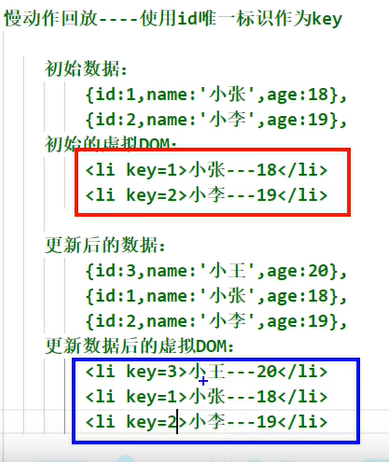 慢动作回放----使用id唯一标识作为key
初始数据：
{id:1,name:'小张',age:18},
{id:2,name:'小李',age:19},
初始的虚拟DOM：
<li key=1>小张---18</li>
<li key=2>小李---19</li>
更新后的数据：
{id:3,name:'小王',age:20},
{id:1,name:'小张',age:18},
{id:2,name:'小李',age:19},
更新数据后的虚拟DOM：
<li key=3>小王---20</li>
<li key=1>小张---18</li>
<li key=2>小李---19</li>